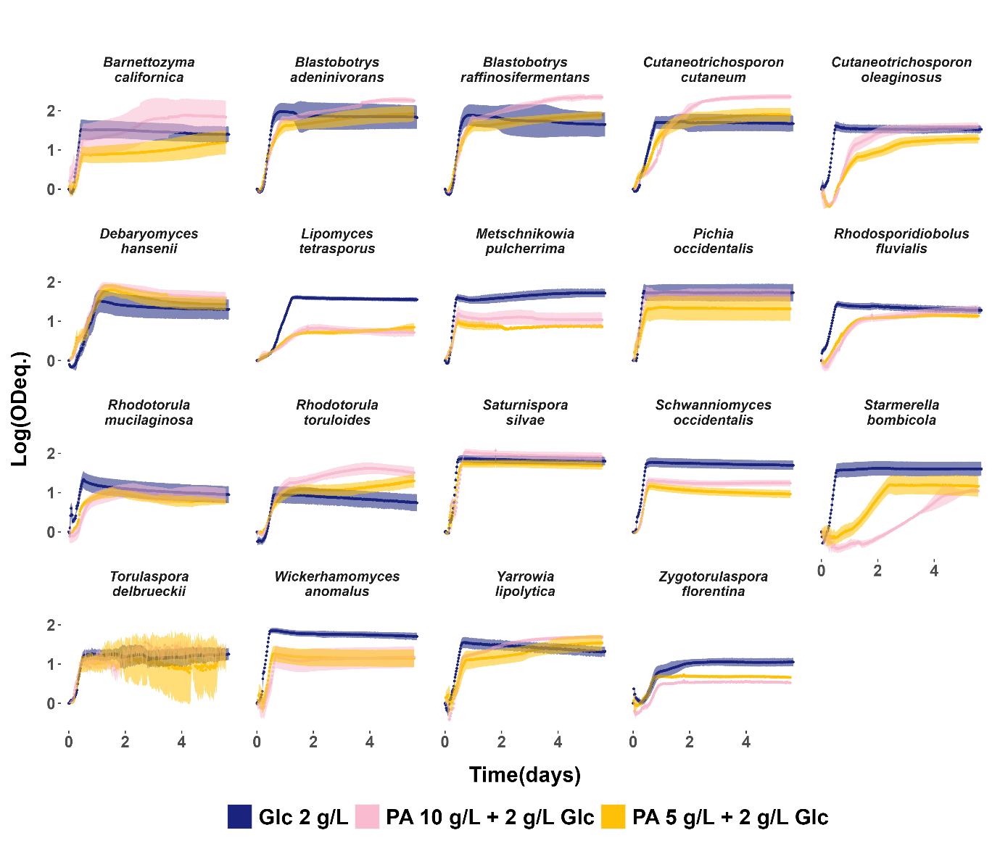 Barnettozyma
californica
Blastobotrys
adeninivorans
Blastobotrys
raffinosifermentans
Cutaneotrichosporon
cutaneum
Cutaneotrichosporon
oleaginosus
2
1
0
Debaryomyces
hansenii
Lipomyces
tetrasporus
Metschnikowia
pulcherrima
Pichia
occidentalis
Rhodosporidiobolus
fluvialis
2
1
0
Log(ODeq.)
Rhodotorula
mucilaginosa
Rhodotorula
toruloides
Saturnispora
silvae
Schwanniomyces
occidentalis
Starmerella
bombicola
2
1
0
0 2 4
Torulaspora
delbrueckii
Wickerhamomyces
anomalus
Yarrowia
lipolytica
Zygotorulaspora
florentina
2
1
0
0 2 4 0 2 4 0 2 4 0 2 4
Time(days)
Glc 2 g/L PA 10 g/L + 2 g/L Glc PA 5 g/L + 2 g/L Glc